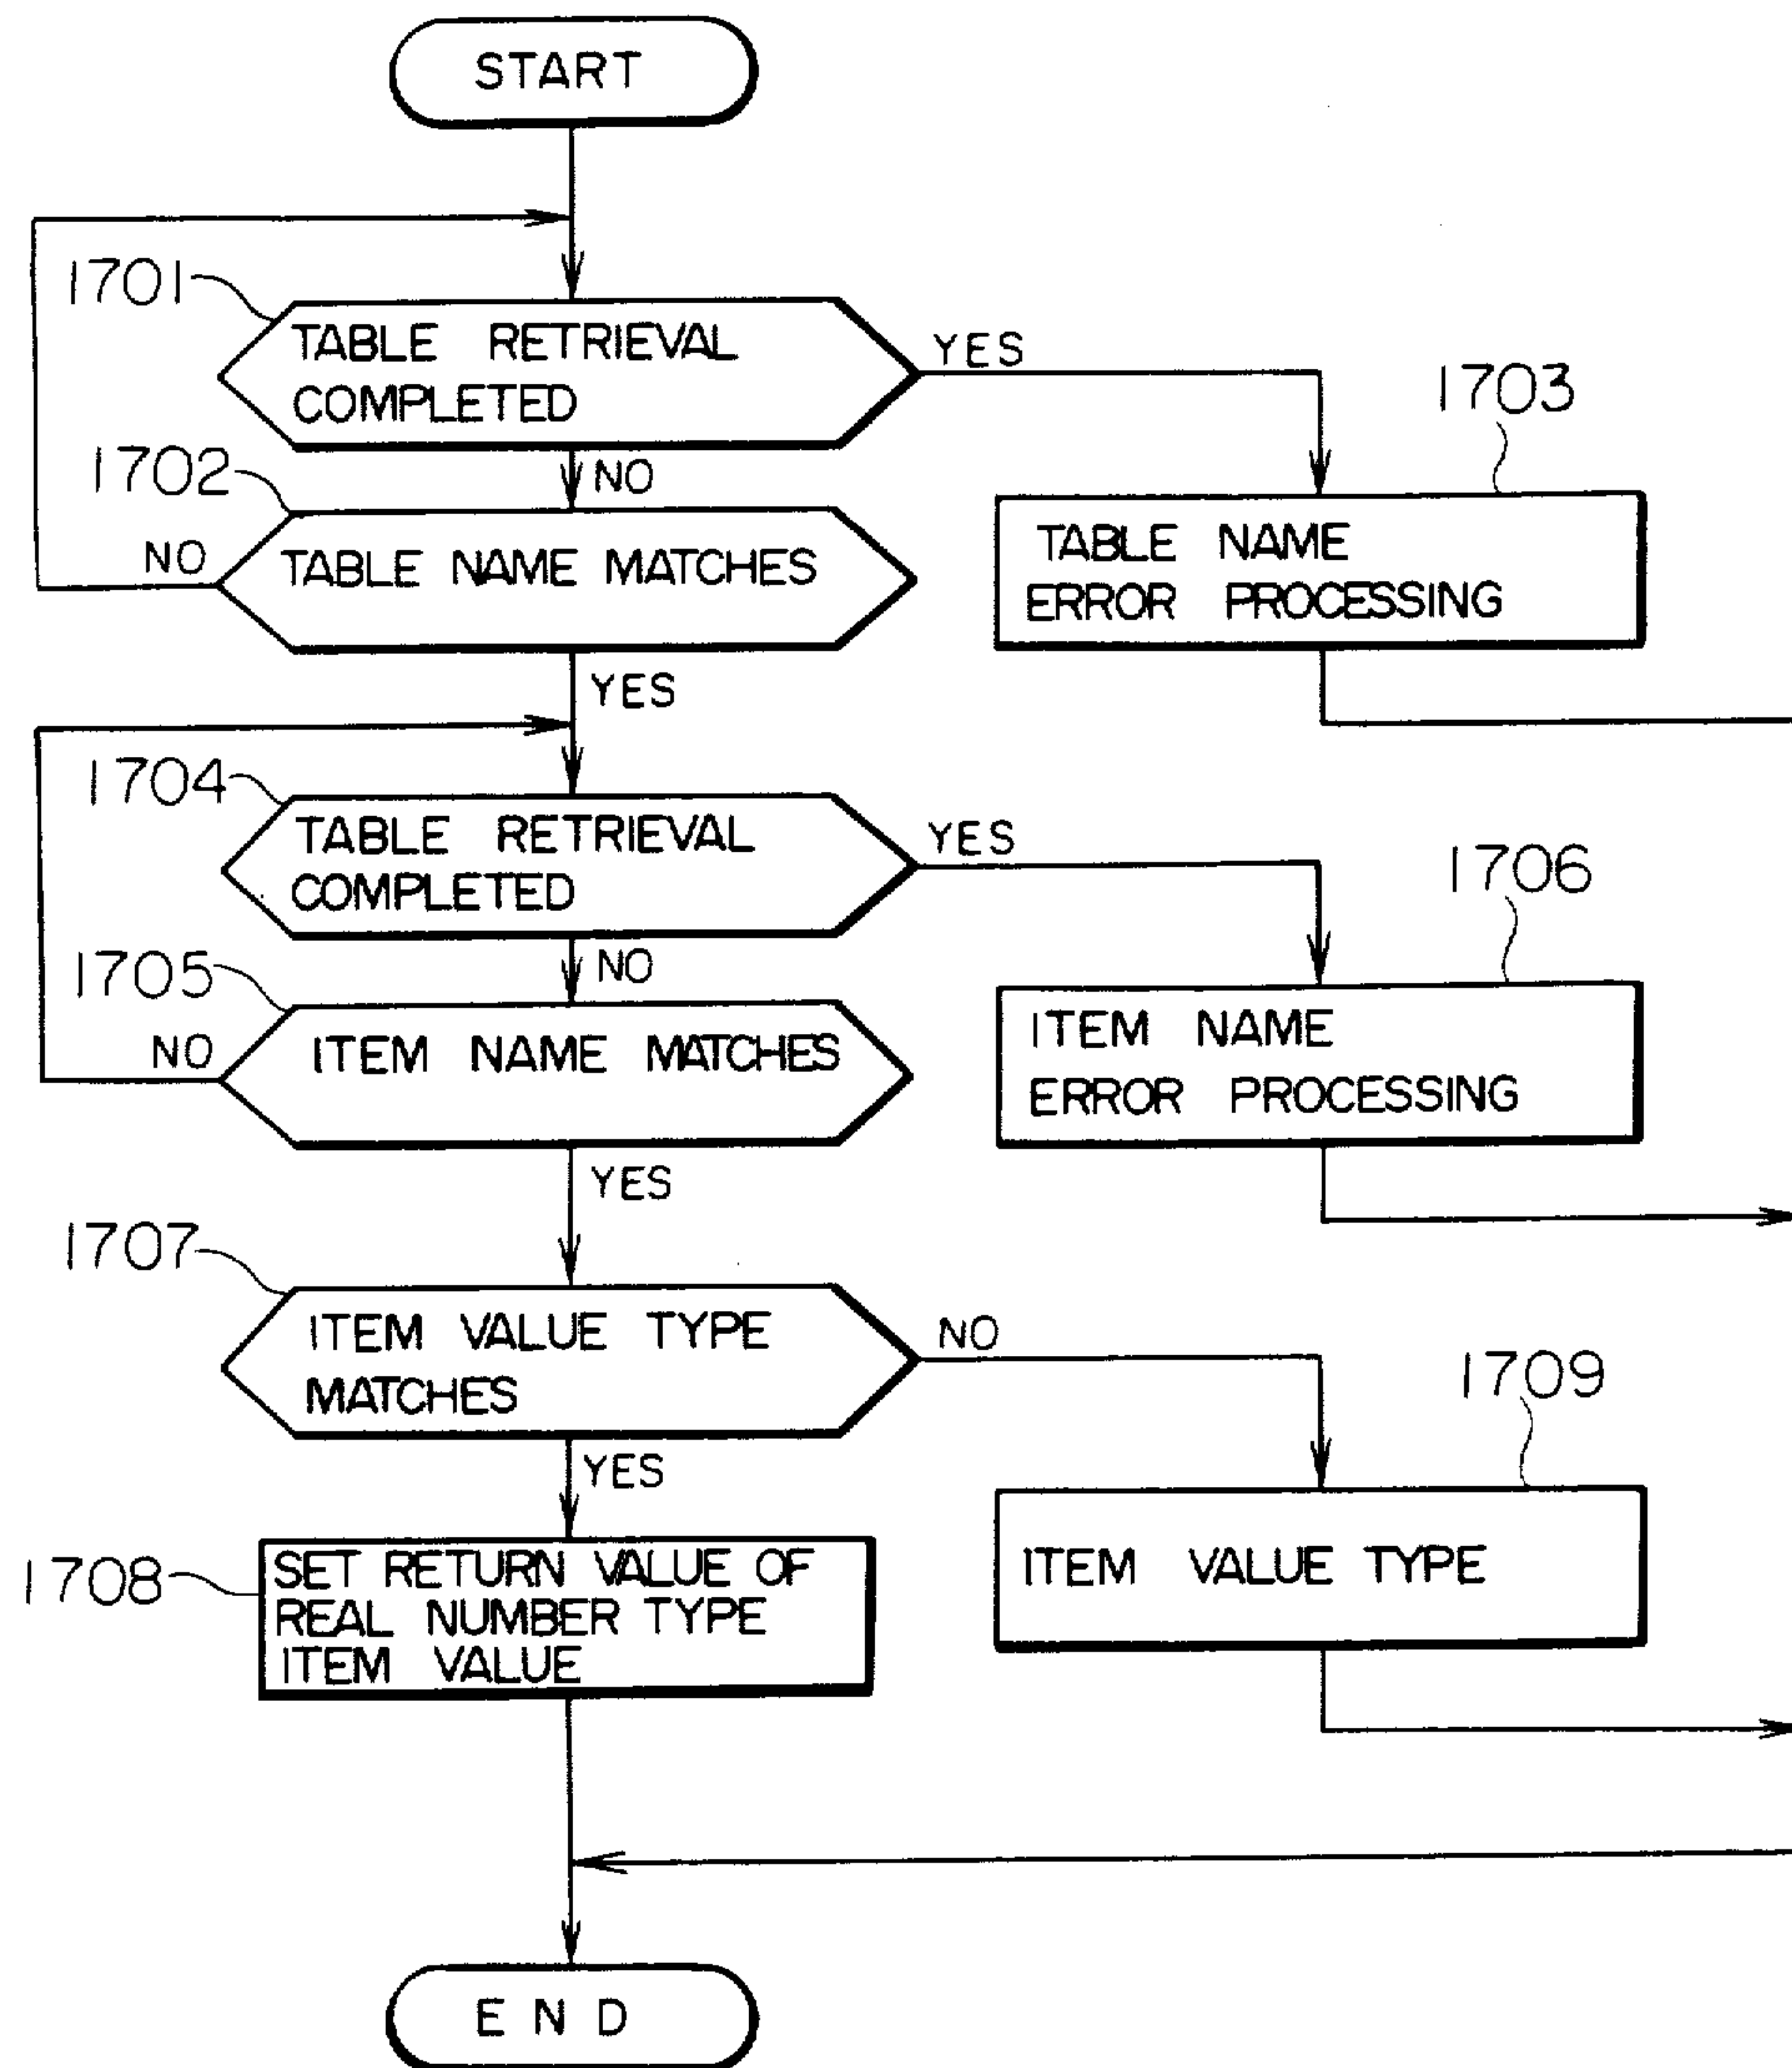 START
1701
TABLE RETRIEVAL
COMPLETED
YES
NO
1703
TABLE NAME
ERROR PROCESSING
1702
TABLE NAME MATCHES
NO
YES
1704
TABLE RETRIEVAL
COMPLETED
YES
NO
1706
ITEM NAME
ERROR PROCESSING
1705
ITEM NAME MATCHES
NO
YES
1707
ITEM VALUE TYPE
MATCHES
NO
YES
1709
ITEM VALUE TYPE
1708
SET RETURN VALUE OF
REAL NUMBER TYPE
ITEM VALUE
END